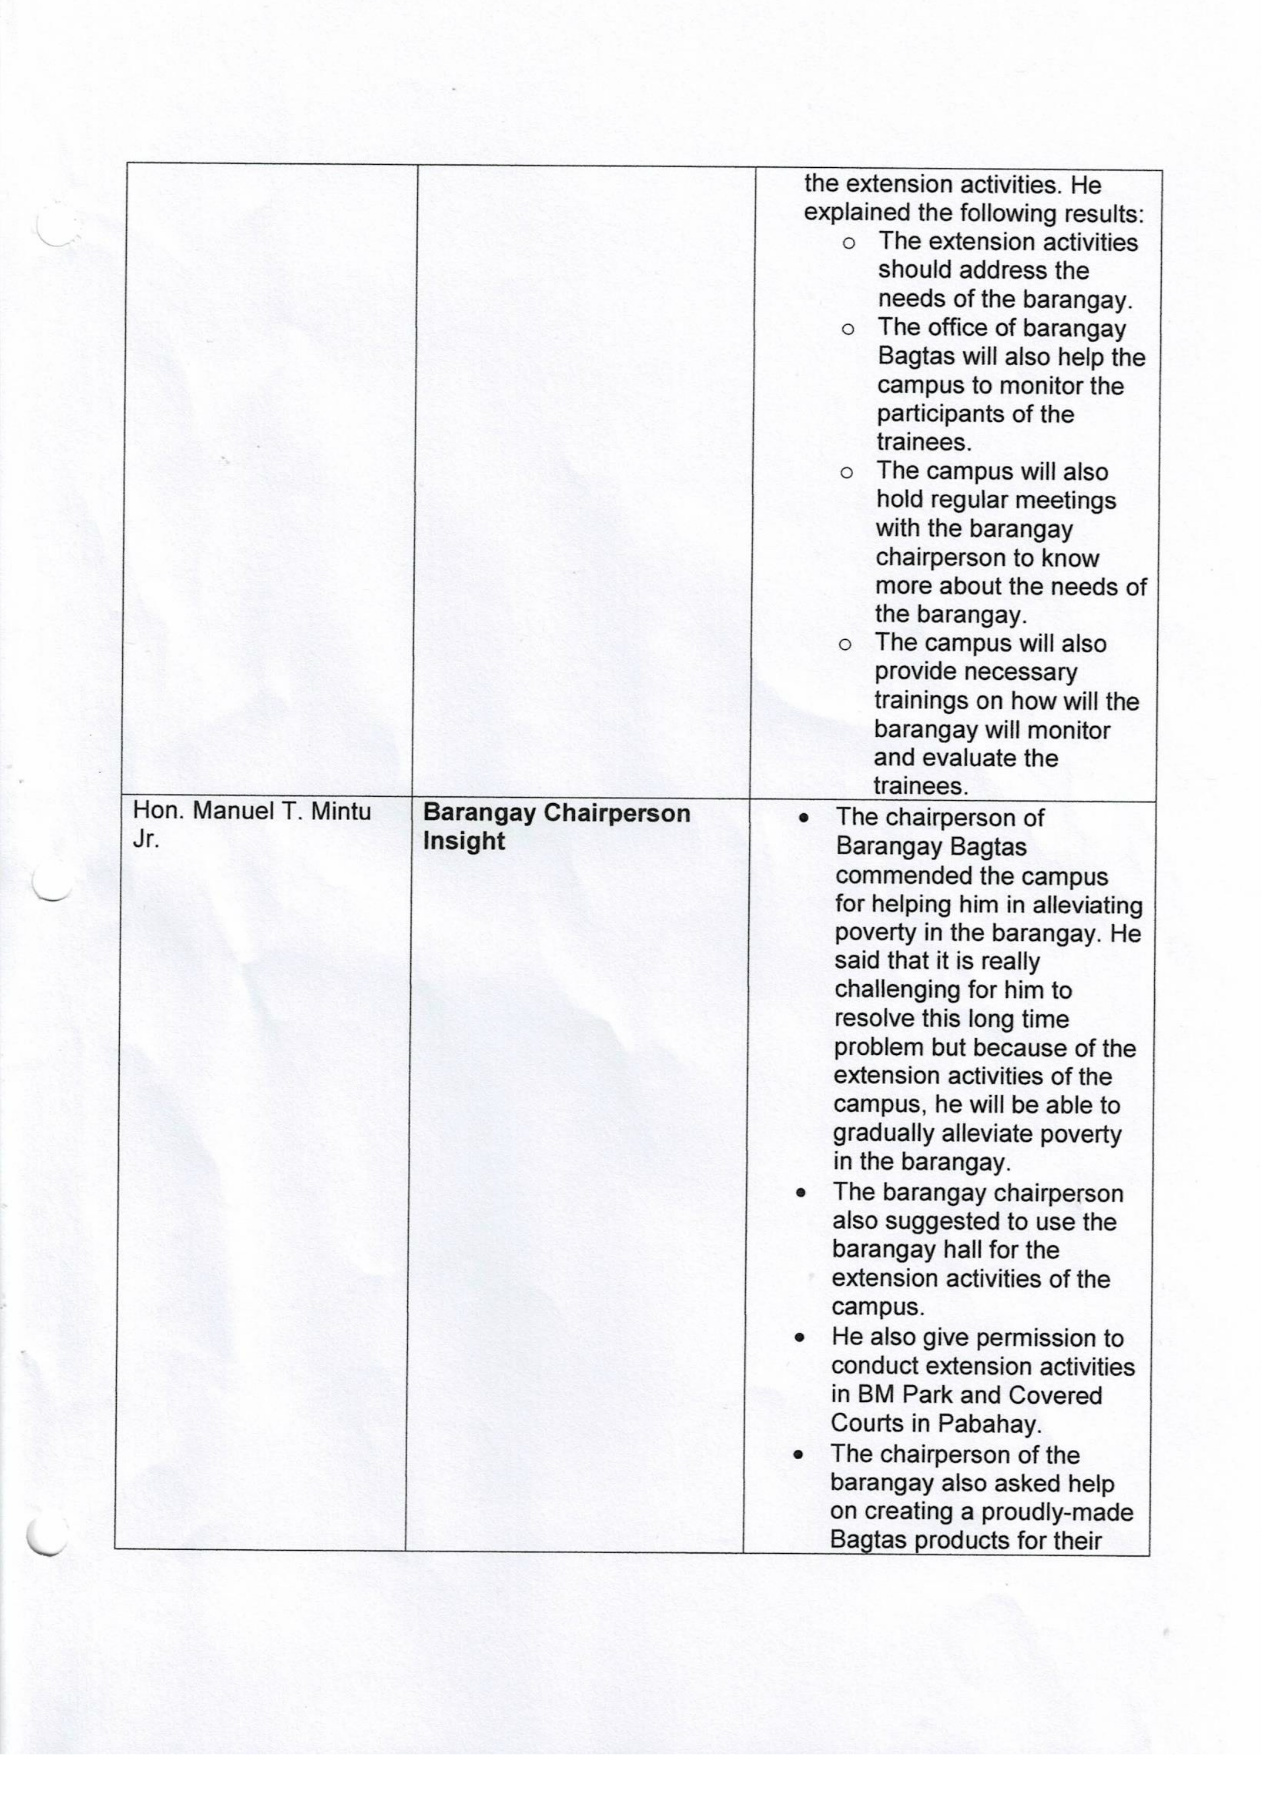 the extension activities. He
explained the following results:
o The extension activities
should address the
needs of the barangay.
o The office of barangay
Bagtas will also help the
campus to monitor the
participants of the
trainees.
o The campus will also
hold regular meetings
with the barangay
chairperson to know
more about the needs of
the barangay.
o The campus will also
provide necessary
trainings on how will the
barangay will monitor
and evaluate the
trainees.
Hon. Manuel T. Mintu
Jr.
Barangay Chairperson
Insight
• The chairperson of
Barangay Bagtas
commended the campus
for helping him in alleviating
poverty in the barangay. He
said that it is really
challenging for him to
resolve this long time
problem but because of the
extension activities of the
campus, he will be able to
gradually alleviate poverty
in the barangay.
• The barangay chairperson
also suggested to use the
barangay hall for the
extension activities of the
campus.
• He also give permission to
conduct extension activities
in BM Park and Covered
Courts in Pabahay.
• The chairperson of the
barangay also asked help
on creating a proudly-made
Bagtas products for their